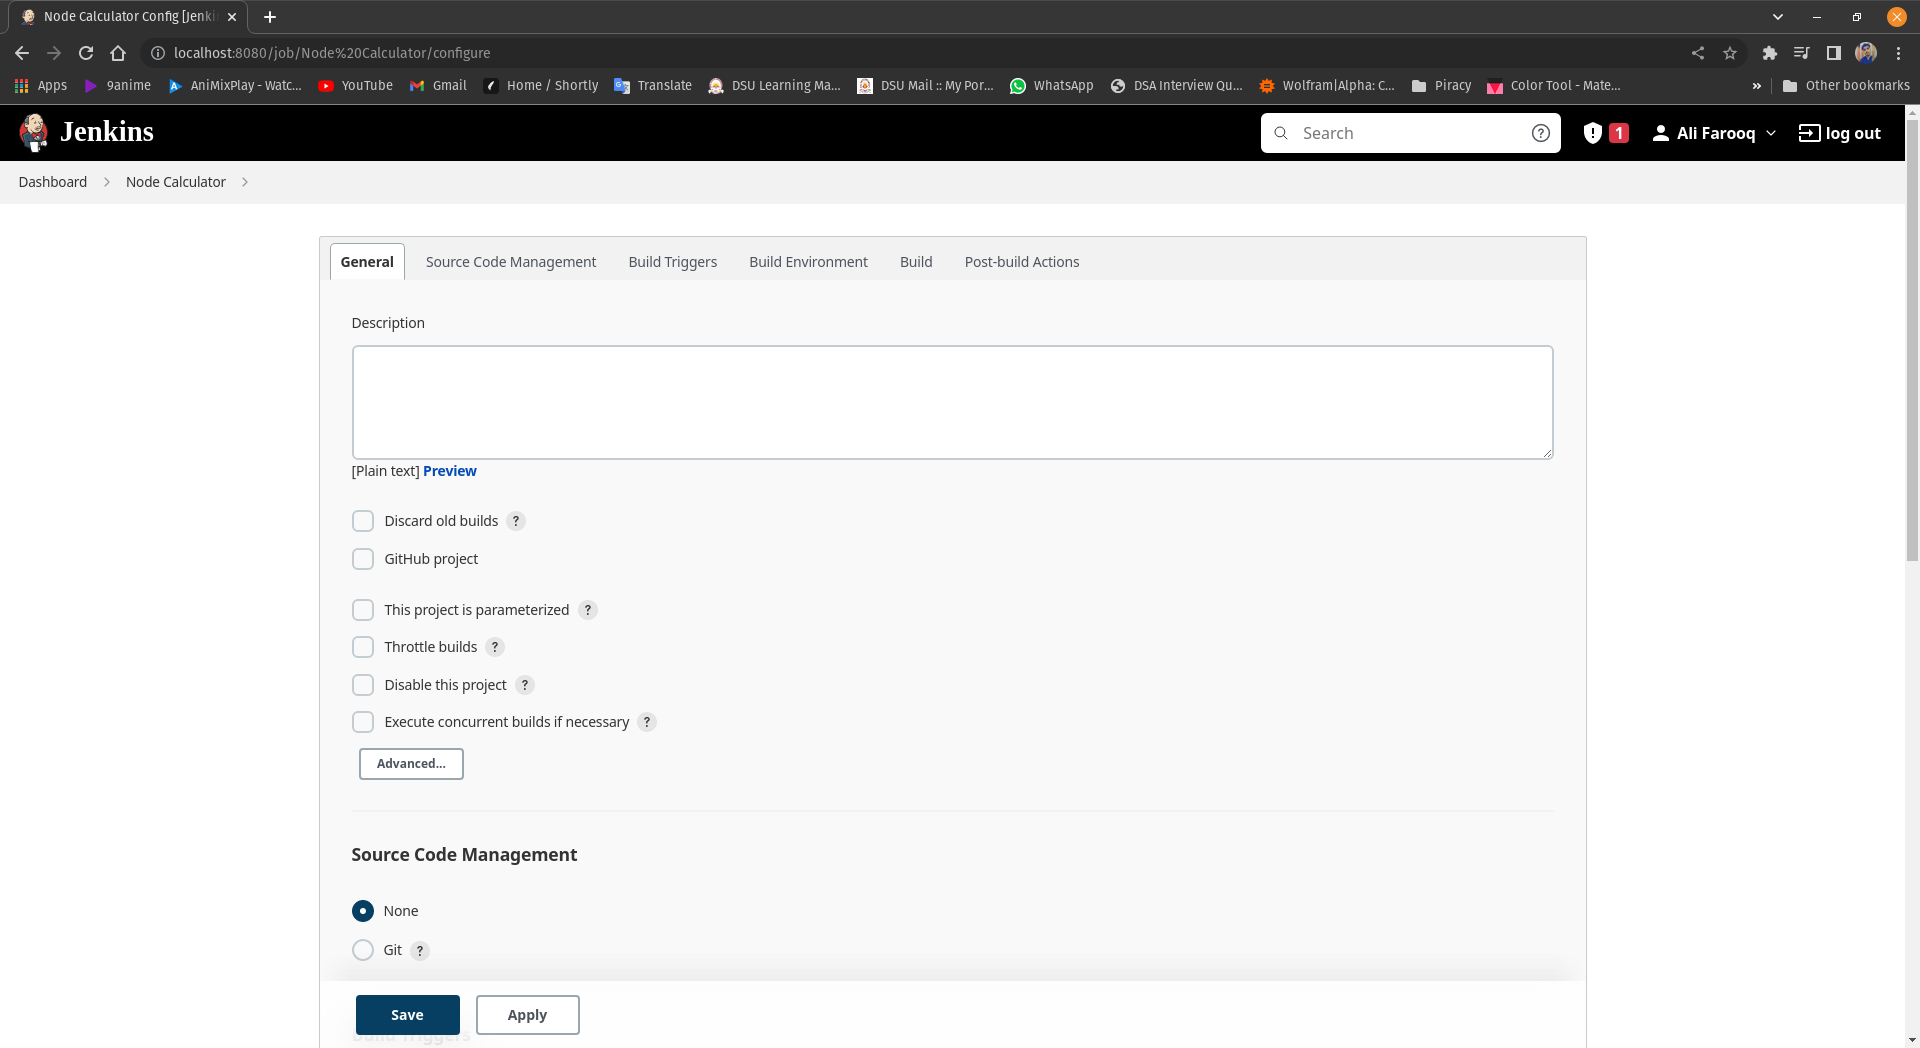 Node Calculator Config [Jenki
localhost:8080/job/Node%20Calculator/configure
Apps 9anime AniMixPlay - Watc... YouTube Gmail Home / Shortly Translate DSU Learning Ma... DSU Mail :: My Por... WhatsApp DSA Interview Qu... Wolfram|Alpha: C... Piracy Color Tool - Mate... » Other bookmarks
Jenkins Search ? ! 1 Ali Farooq log out
Dashboard Node Calculator
General Source Code Management Build Triggers Build Environment Build Post-build Actions
Description
[Plain text] Preview
Discard old builds ?
GitHub project
This project is parameterized ?
Throttle builds ?
Disable this project ?
Execute concurrent builds if necessary ?
Advanced...
Source Code Management
None
Git ?
Save Apply
Build Triggers